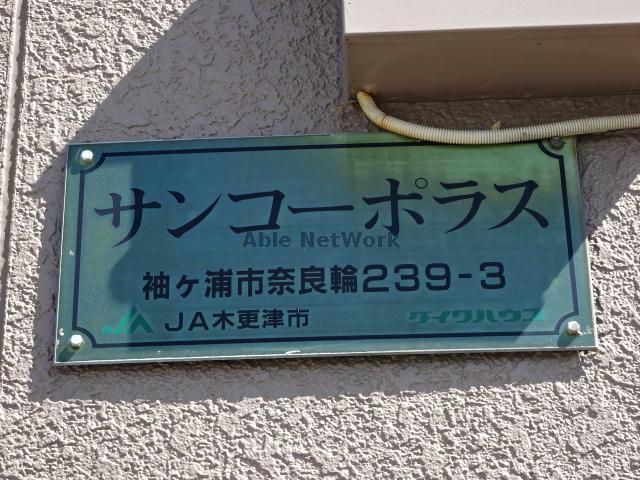 サンコーポラス
Able NetWork
袖ヶ浦市奈良輪239-3
JA木更津市 ダイワハウス